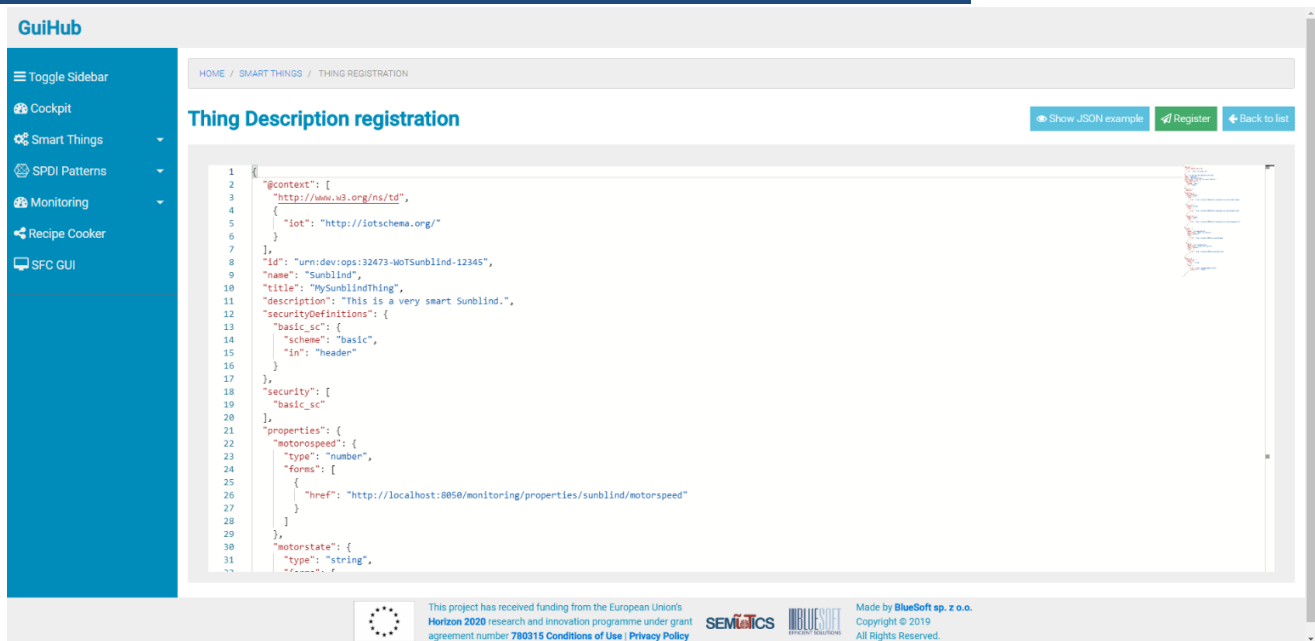 GuiHub
Toggle Sidebar
Cockpit
Smart Things
SPDI Patterns
Monitoring
Recipe Cooker
SFC GUI
HOME / SMART THINGS / THING REGISTRATION
Thing Description registration
Show JSON example
Register
Back to list
1 {
2 "@context": [
3 "http://www.w3.org/ns/td",
4 {
5 "iot": "http://iotschema.org/"
6 }
7 ],
8 "id": "urn:dev:ops:32473-WoTSunblind-12345",
9 "name": "Sunblind",
10 "title": "MySunblindThing",
11 "description": "This is a very smart Sunblind.",
12 "securityDefinitions": {
13 "basic_sc": {
14 "scheme": "basic",
15 "in": "header"
16 }
17 },
18 "security": [
19 "basic_sc"
20 ],
21 "properties": {
22 "motorospeed": {
23 "type": "number",
24 "forms": [
25 {
26 "href": "http://localhost:8050/monitoring/properties/sunblind/motorspeed"
27 }
28 ]
29 },
30 "motorstate": {
31 "type": "string",
This project has received funding from the European Union's
Horizon 2020 research and innovation programme under grant
agreement number 780315 Conditions of Use | Privacy Policy
SEMIoTICS
BLUESOFT
EFFICIENT SOLUTIONS
Made by BlueSoft sp. z o.o.
Copyright © 2019
All Rights Reserved.